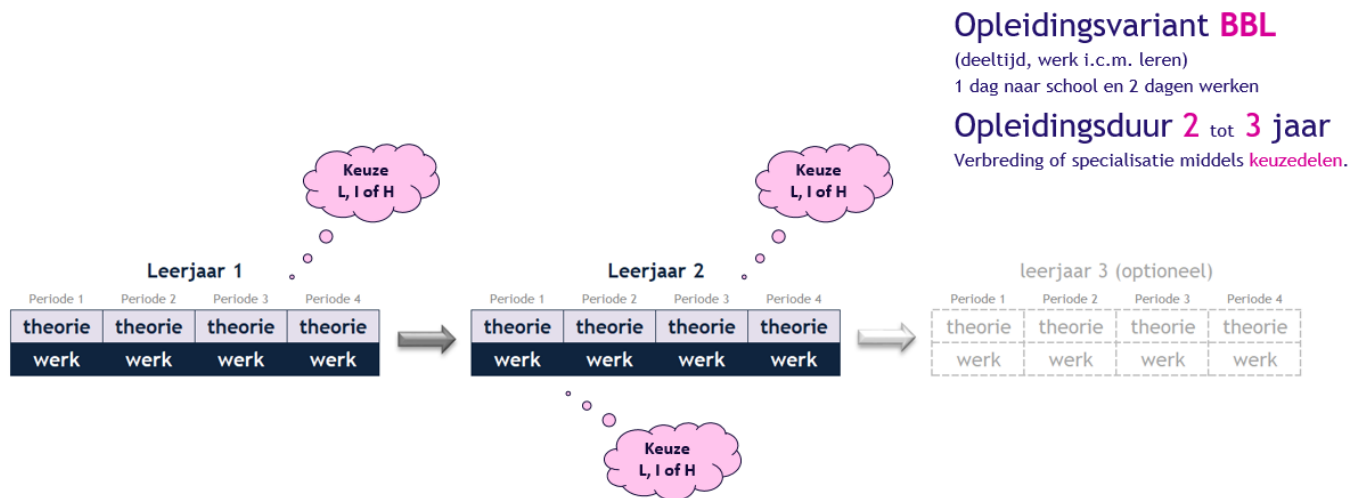 Opleidingsvariant BBL
(deeltijd, werk i.c.m. leren)
1 dag naar school en 2 dagen werken
Opleidingsduur 2 tot 3 jaar
Verbreding of specialisatie middels keuzedelen.
Keuze
L, I of H
Keuze
L, I of H
Leerjaar 1
Periode 1 Periode 2 Periode 3 Periode 4
theorie theorie theorie theorie
werk werk werk werk
Leerjaar 2
Periode 1 Periode 2 Periode 3 Periode 4
theorie theorie theorie theorie
werk werk werk werk
leerjaar 3 (optioneel)
Periode 1 Periode 2 Periode 3 Periode 4
theorie theorie theorie theorie
werk werk werk werk
Keuze
L, I of H